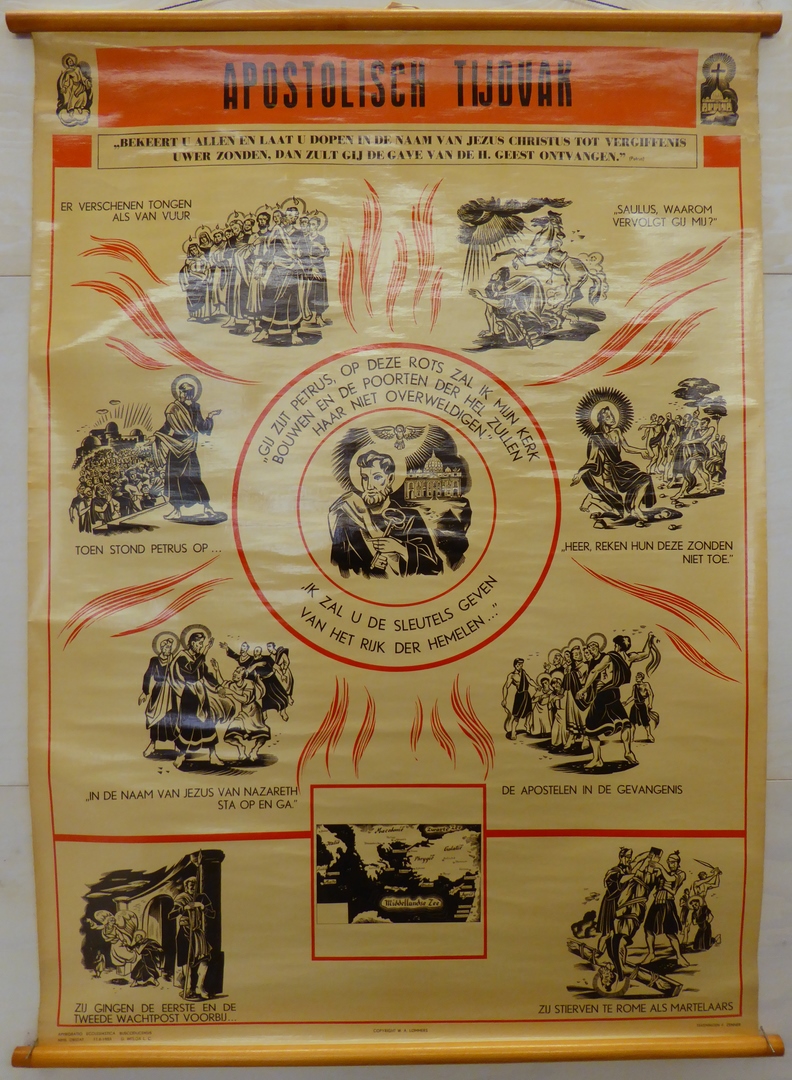 APOSTOLISCH TIJDVAK
„BEKEERT U ALLEN EN LAAT U DOPEN IN DE NAAM VAN JEZUS CHRISTUS TOT VERGIFFENIS
UWER ZONDEN, DAN ZULT GIJ DE GAVE VAN DE H. GEEST ONTVANGEN.”
ER VERSCHENEN TONGEN
ALS VAN VUUR
„SAULUS, WAAROM
VERVOLGT GIJ MIJ?”
„GIJ ZIJT PETRUS, OP DEZE ROTS ZAL IK MIJN KERK
BOUWEN EN DE POORTEN DER HEL ZULLEN
HAAR NIET OVERWELDIGEN.”
TOEN STOND PETRUS OP...
„HEER, REKEN HUN DEZE ZONDEN
NIET TOE.”
„IK ZAL U DE SLEUTELS GEVEN
VAN HET RIJK DER HEMELEN...”
„IN DE NAAM VAN JEZUS VAN NAZARETH
STA OP EN GA.”
DE APOSTELEN IN DE GEVANGENIS
Macedonië
Zwarte Zee
Galatië
Phrygië
Middellandse Zee
ZIJ GINGEN DE EERSTE EN DE
TWEEDE WACHTPOST VOORBIJ...
ZIJ STIERVEN TE ROME ALS MARTELAARS